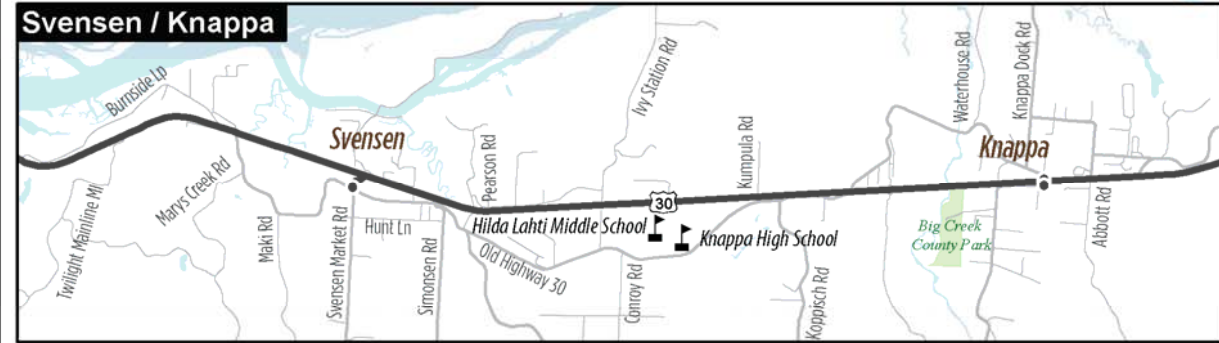 Svensen / Knappa
Burnside Lp
Ivy Station Rd
Waterhouse Rd
Knappa Dock Rd
Svensen
Knappa
Marys Creek Rd
Pearson Rd
Kumpula Rd
30
Twilight Mainline Ml
Maki Rd
Svensen Market Rd
Hunt Ln
Simonsen Rd
Hilda Lahti Middle School
Knappa High School
Old Highway 30
Conroy Rd
Koppisch Rd
Big Creek
County Park
Abbott Rd